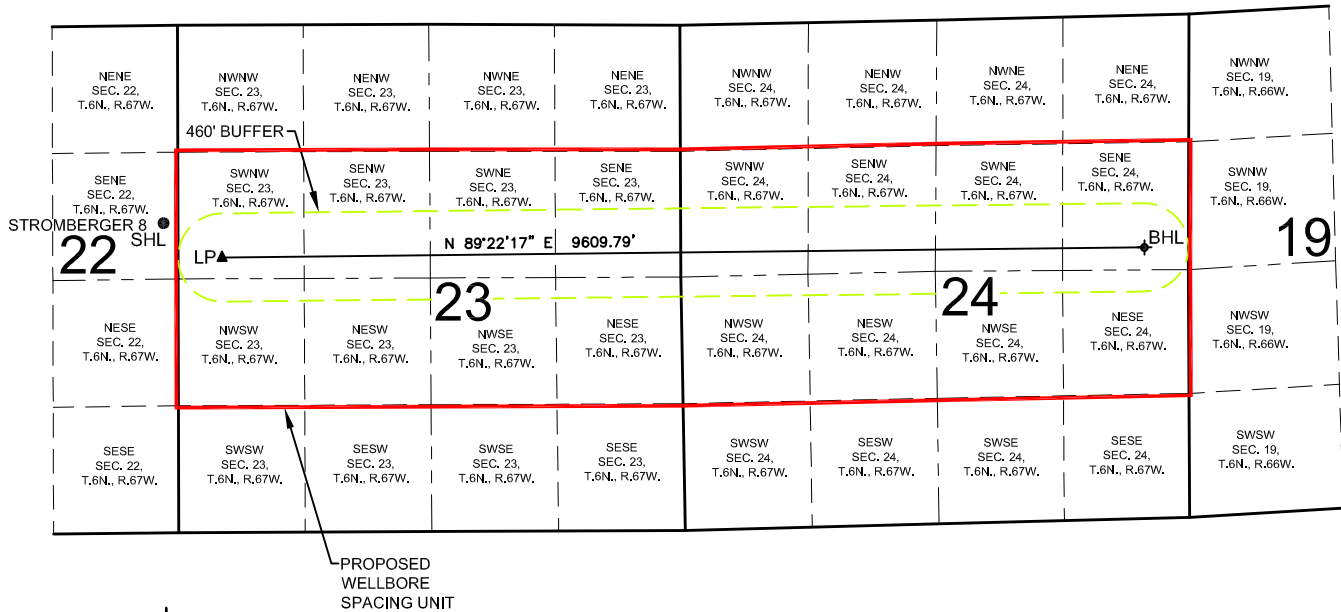 NENE
SEC. 22,
T.6N., R.67W.
NWNW
SEC. 23,
T.6N., R.67W.
NENW
SEC. 23,
T.6N., R.67W.
NWNE
SEC. 23,
T.6N., R.67W.
NENE
SEC. 23,
T.6N., R.67W.
NWNW
SEC. 24,
T.6N., R.67W.
NENW
SEC. 24,
T.6N., R.67W.
NWNE
SEC. 24,
T.6N., R.67W.
NENE
SEC. 24,
T.6N., R.67W.
NWNW
SEC. 19,
T.6N., R.66W.
460' BUFFER
SENE
SEC. 22,
T.6N., R.67W.
SWNW
SEC. 23,
T.6N., R.67W.
SENW
SEC. 23,
T.6N., R.67W.
SWNE
SEC. 23,
T.6N., R.67W.
SENE
SEC. 23,
T.6N., R.67W.
SWNW
SEC. 24,
T.6N., R.67W.
SENW
SEC. 24,
T.6N., R.67W.
SWNE
SEC. 24,
T.6N., R.67W.
SENE
SEC. 24,
T.6N., R.67W.
SWNW
SEC. 19,
T.6N., R.66W.
STROMBERGER 8
SHL
22
LP
N 89°22'17" E 9609.79'
BHL
19
23
24
NESE
SEC. 22,
T.6N., R.67W.
NWSW
SEC. 23,
T.6N., R.67W.
NESW
SEC. 23,
T.6N., R.67W.
NWSE
SEC. 23,
T.6N., R.67W.
NESE
SEC. 23,
T.6N., R.67W.
NWSW
SEC. 24,
T.6N., R.67W.
NESW
SEC. 24,
T.6N., R.67W.
NWSE
SEC. 24,
T.6N., R.67W.
NESE
SEC. 24,
T.6N., R.67W.
NWSW
SEC. 19,
T.6N., R.66W.
SESE
SEC. 22,
T.6N., R.67W.
SWSW
SEC. 23,
T.6N., R.67W.
SESW
SEC. 23,
T.6N., R.67W.
SWSE
SEC. 23,
T.6N., R.67W.
SESE
SEC. 23,
T.6N., R.67W.
SWSW
SEC. 24,
T.6N., R.67W.
SESW
SEC. 24,
T.6N., R.67W.
SWSE
SEC. 24,
T.6N., R.67W.
SESE
SEC. 24,
T.6N., R.67W.
SWSW
SEC. 19,
T.6N., R.66W.
PROPOSED
WELLBORE
SPACING UNIT